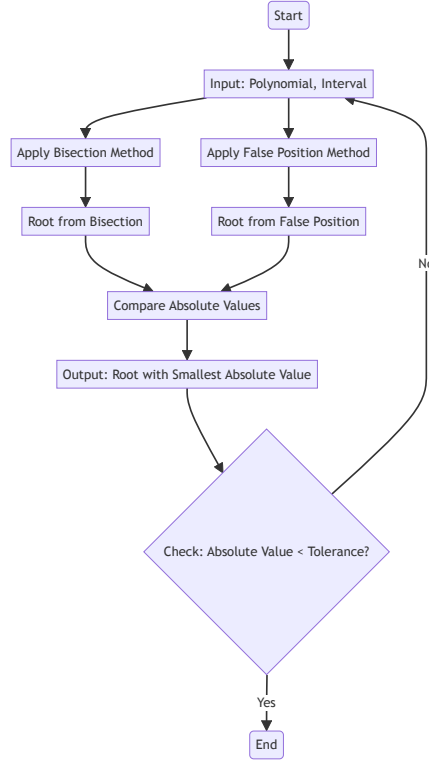 Start
Input: Polynomial, Interval
Apply Bisection Method
Apply False Position Method
Root from Bisection
Root from False Position
Compare Absolute Values
Output: Root with Smallest Absolute Value
Check: Absolute Value < Tolerance?
Yes
End